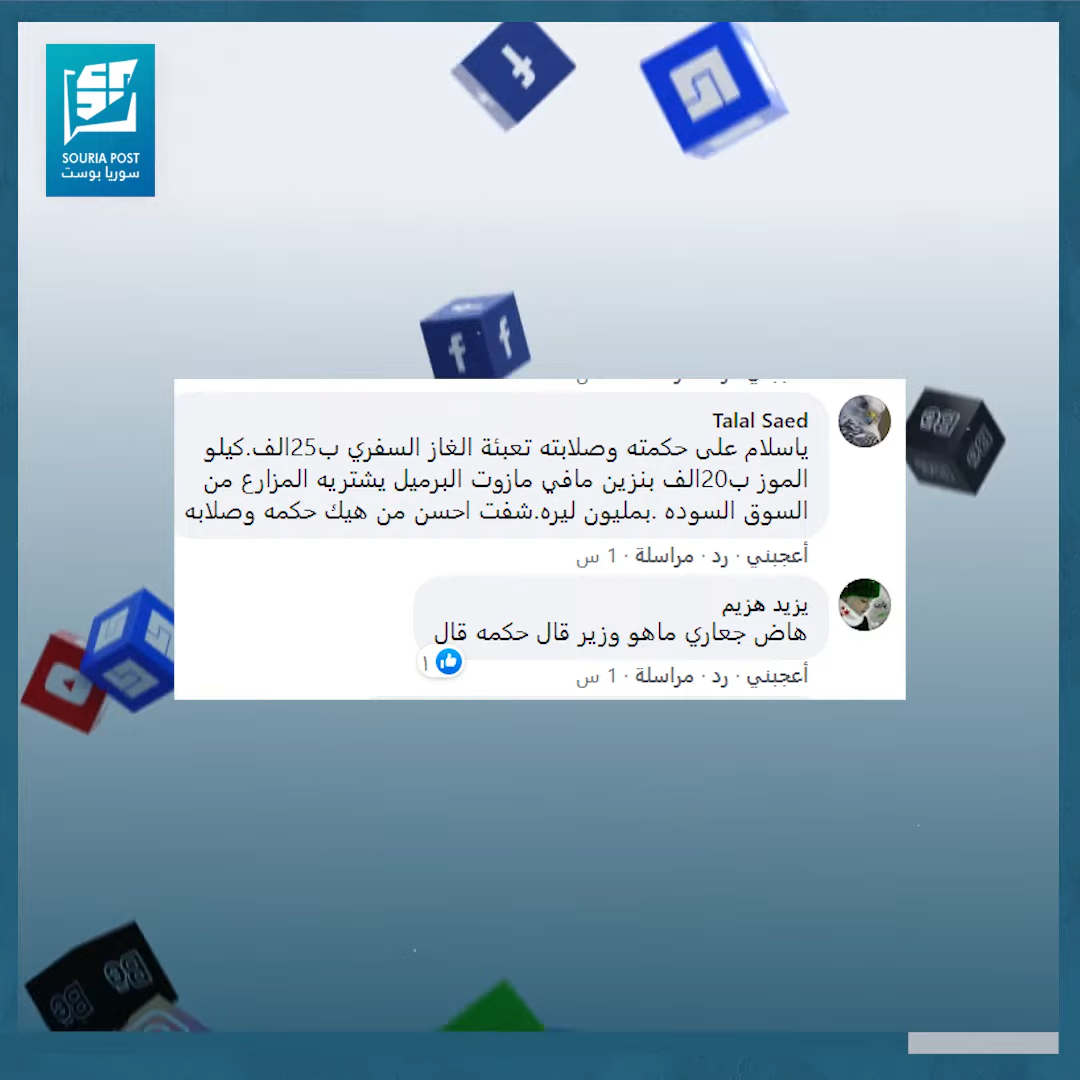 SOURIA POST
سوريا بوست
Talal Saed
ياسلام على حكمته وصلابته تعبئة الغاز السفري ب25الف.كيلو
الموز ب20الف بنزين مافي مازوت البرميل يشتريه المزارع من
السوق السوده .بمليون ليره.شفت احسن من هيك حكمه وصلابه
أعجبني · رد · مراسلة · 1 س
يزيد هزيم
هاض جعاري ماهو وزير قال حكمه قال
١
أعجبني · رد · مراسلة · 1 س